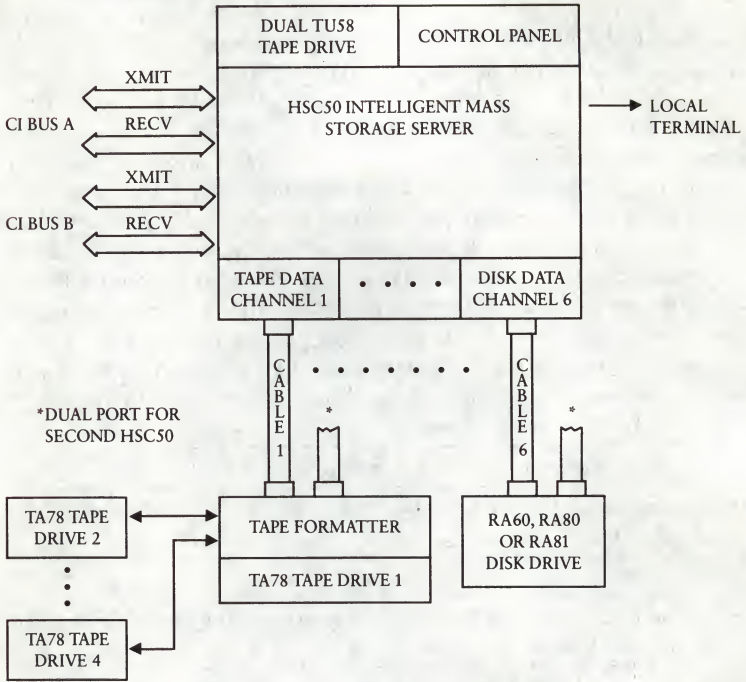 DUAL TU58
TAPE DRIVE
CONTROL PANEL
XMIT
CI BUS A
RECV
XMIT
CI BUS B
RECV
HSC50 INTELLIGENT MASS
STORAGE SERVER
LOCAL
TERMINAL
TAPE DATA
CHANNEL 1
• • • •
DISK DATA
CHANNEL 6
CABLE 1
• • • • • • •
CABLE 6
*
*
*DUAL PORT FOR
SECOND HSC50
TA78 TAPE
DRIVE 2
TAPE FORMATTER
TA78 TAPE DRIVE 1
RA60, RA80
OR RA81
DISK DRIVE
TA78 TAPE
DRIVE 4